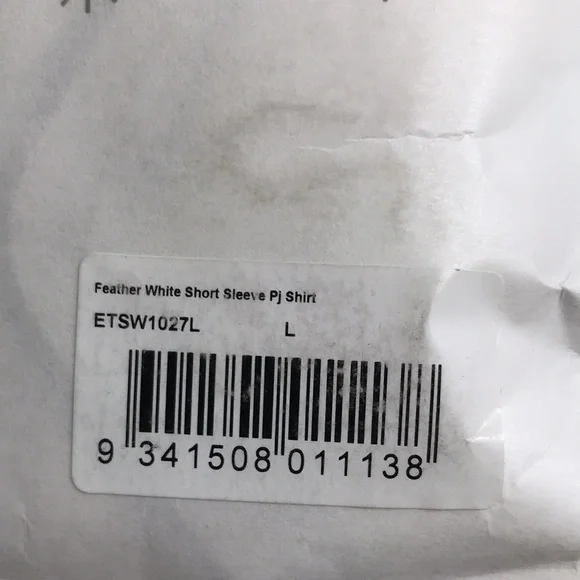 Feather White Short Sleeve Pj Shirt
ETSW1027L L
9 341508 011138